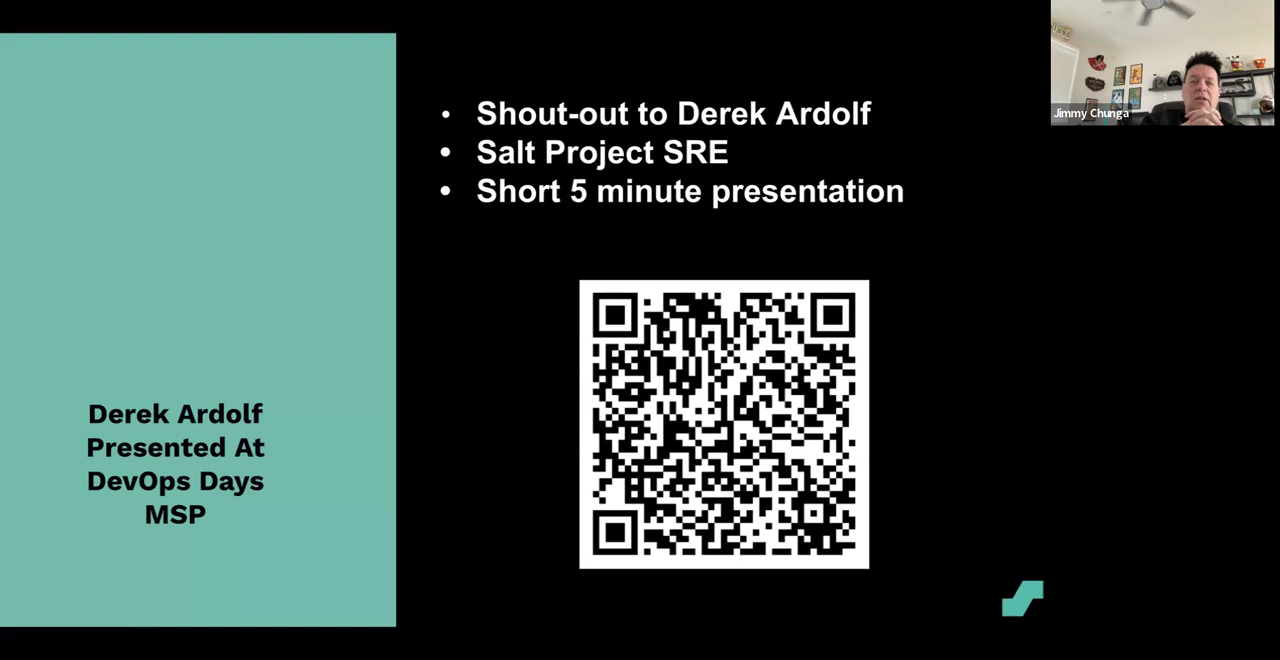 Shout-out to Derek Ardolf
Salt Project SRE
Short 5 minute presentation
Derek Ardolf
Presented At
DevOps Days
MSP
Jimmy Chunga